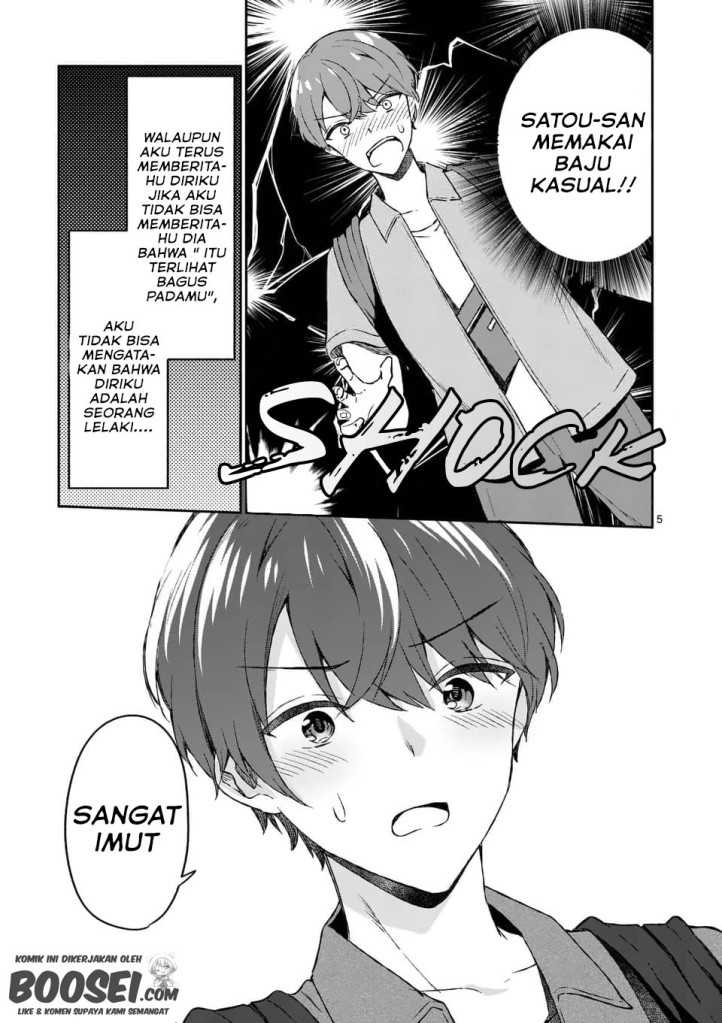 SATOU-SAN
MEMAKAI
BAJU
KASUAL!!
WALAUPUN
AKU TERUS
MEMBERITA-
HU DIRIKU
JIKA AKU
TIDAK BISA
MEMBERITA-
HU DIA
BAHWA " ITU
TERLIHAT
BAGUS
PADAMU",
AKU
TIDAK BISA
MENGATA-
KAN BAHWA
DIRIKU
ADALAH
SEORANG
LELAKI....
SHOCK
5
SANGAT
IMUT
KOMIK INI DIKERJAKAN OLEH
BOOSEI.COM
LIKE & KOMEN SUPAYA KAMI SEMANGAT